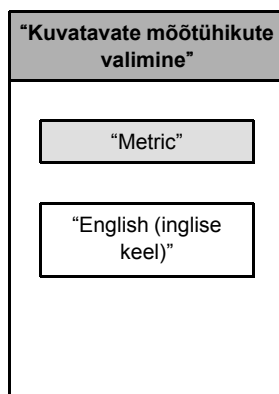 “Kuvatavate mõõtühikute
valimine”
“Metric”
“English (inglise
keel)”